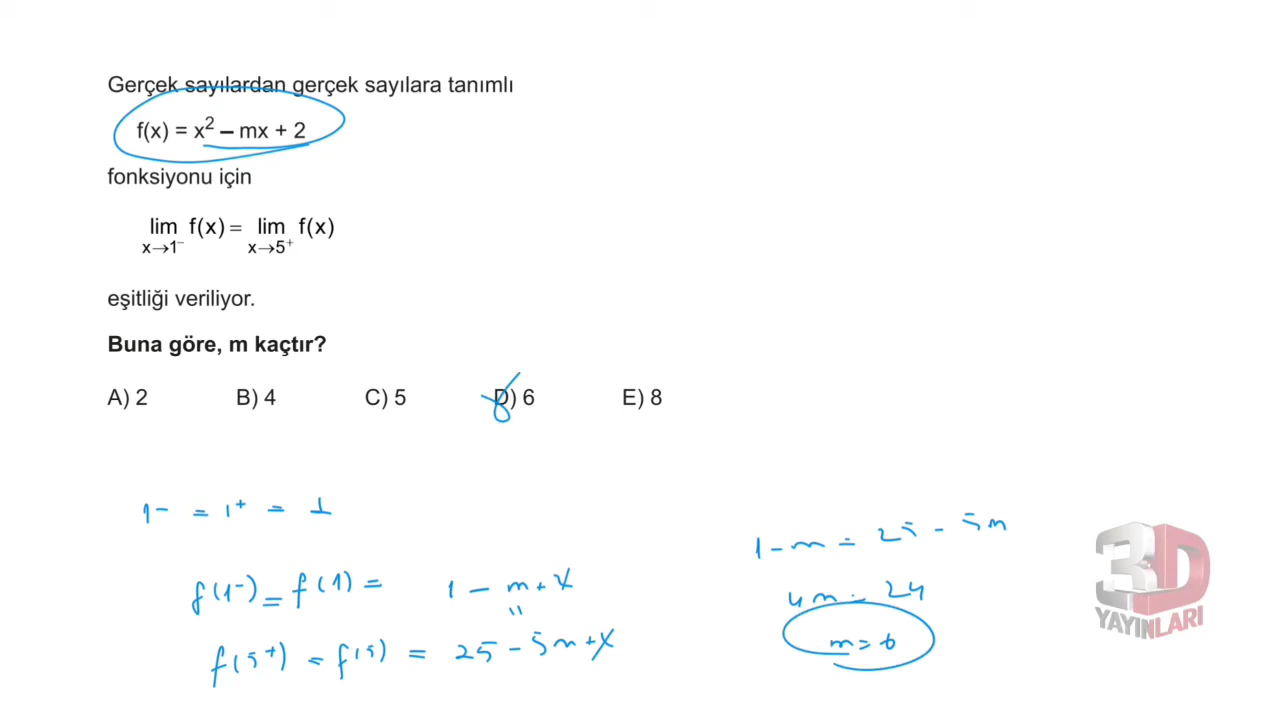 Gerçek sayılardan gerçek sayılara tanımlı
f(x) = x² – mx + 2
fonksiyonu için
lim f(x) = lim f(x)
x→1⁻ x→5⁺
eşitliği veriliyor.
Buna göre, m kaçtır?
A) 2 B) 4 C) 5 D) 6 E) 8
1⁻ = 1⁺ = 1
f(1⁻) = f(1) = 1 - m + 2
"
f(5⁺) = f(5) = 25 - 5m + 2
1 - m = 25 - 5m
4m = 24
m = 6
3D
YAYINLARI